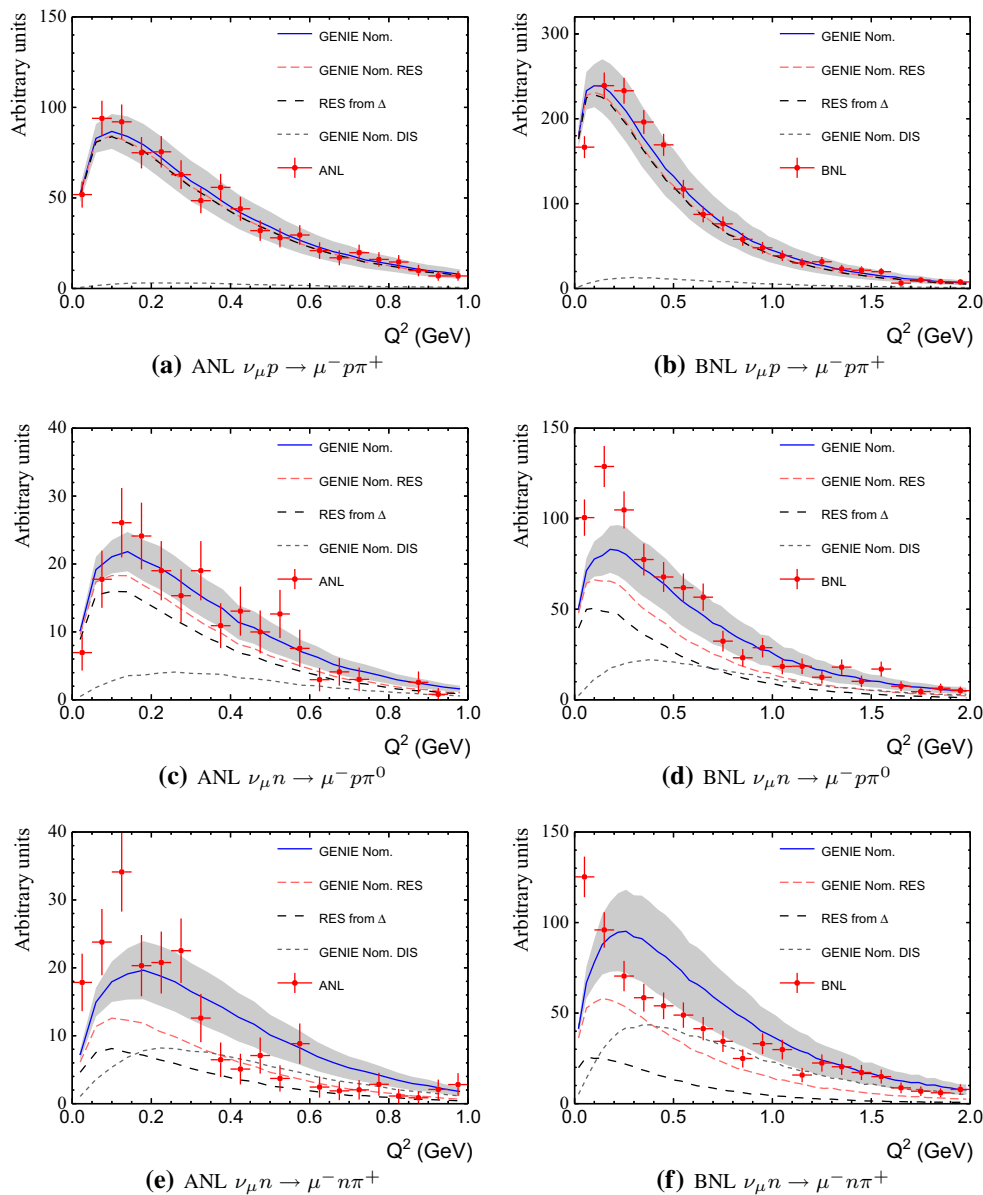 Arbitrary units
150
100
50
0
0.0 0.2 0.4 0.6 0.8 1.0
Q² (GeV)
GENIE Nom.
GENIE Nom. RES
RES from Δ
GENIE Nom. DIS
ANL
(a) ANL νμp → μ⁻pπ⁺
Arbitrary units
300
200
100
0
0.0 0.5 1.0 1.5 2.0
Q² (GeV)
GENIE Nom.
GENIE Nom. RES
RES from Δ
GENIE Nom. DIS
BNL
(b) BNL νμp → μ⁻pπ⁺
Arbitrary units
40
30
20
10
0
0.0 0.2 0.4 0.6 0.8 1.0
Q² (GeV)
GENIE Nom.
GENIE Nom. RES
RES from Δ
GENIE Nom. DIS
ANL
(c) ANL νμn → μ⁻pπ⁰
Arbitrary units
150
100
50
0
0.0 0.5 1.0 1.5 2.0
Q² (GeV)
GENIE Nom.
GENIE Nom. RES
RES from Δ
GENIE Nom. DIS
BNL
(d) BNL νμn → μ⁻pπ⁰
Arbitrary units
40
30
20
10
0
0.0 0.2 0.4 0.6 0.8 1.0
Q² (GeV)
GENIE Nom.
GENIE Nom. RES
RES from Δ
GENIE Nom. DIS
ANL
(e) ANL νμn → μ⁻nπ⁺
Arbitrary units
150
100
50
0
0.0 0.5 1.0 1.5 2.0
Q² (GeV)
GENIE Nom.
GENIE Nom. RES
RES from Δ
GENIE Nom. DIS
BNL
(f) BNL νμn → μ⁻nπ⁺